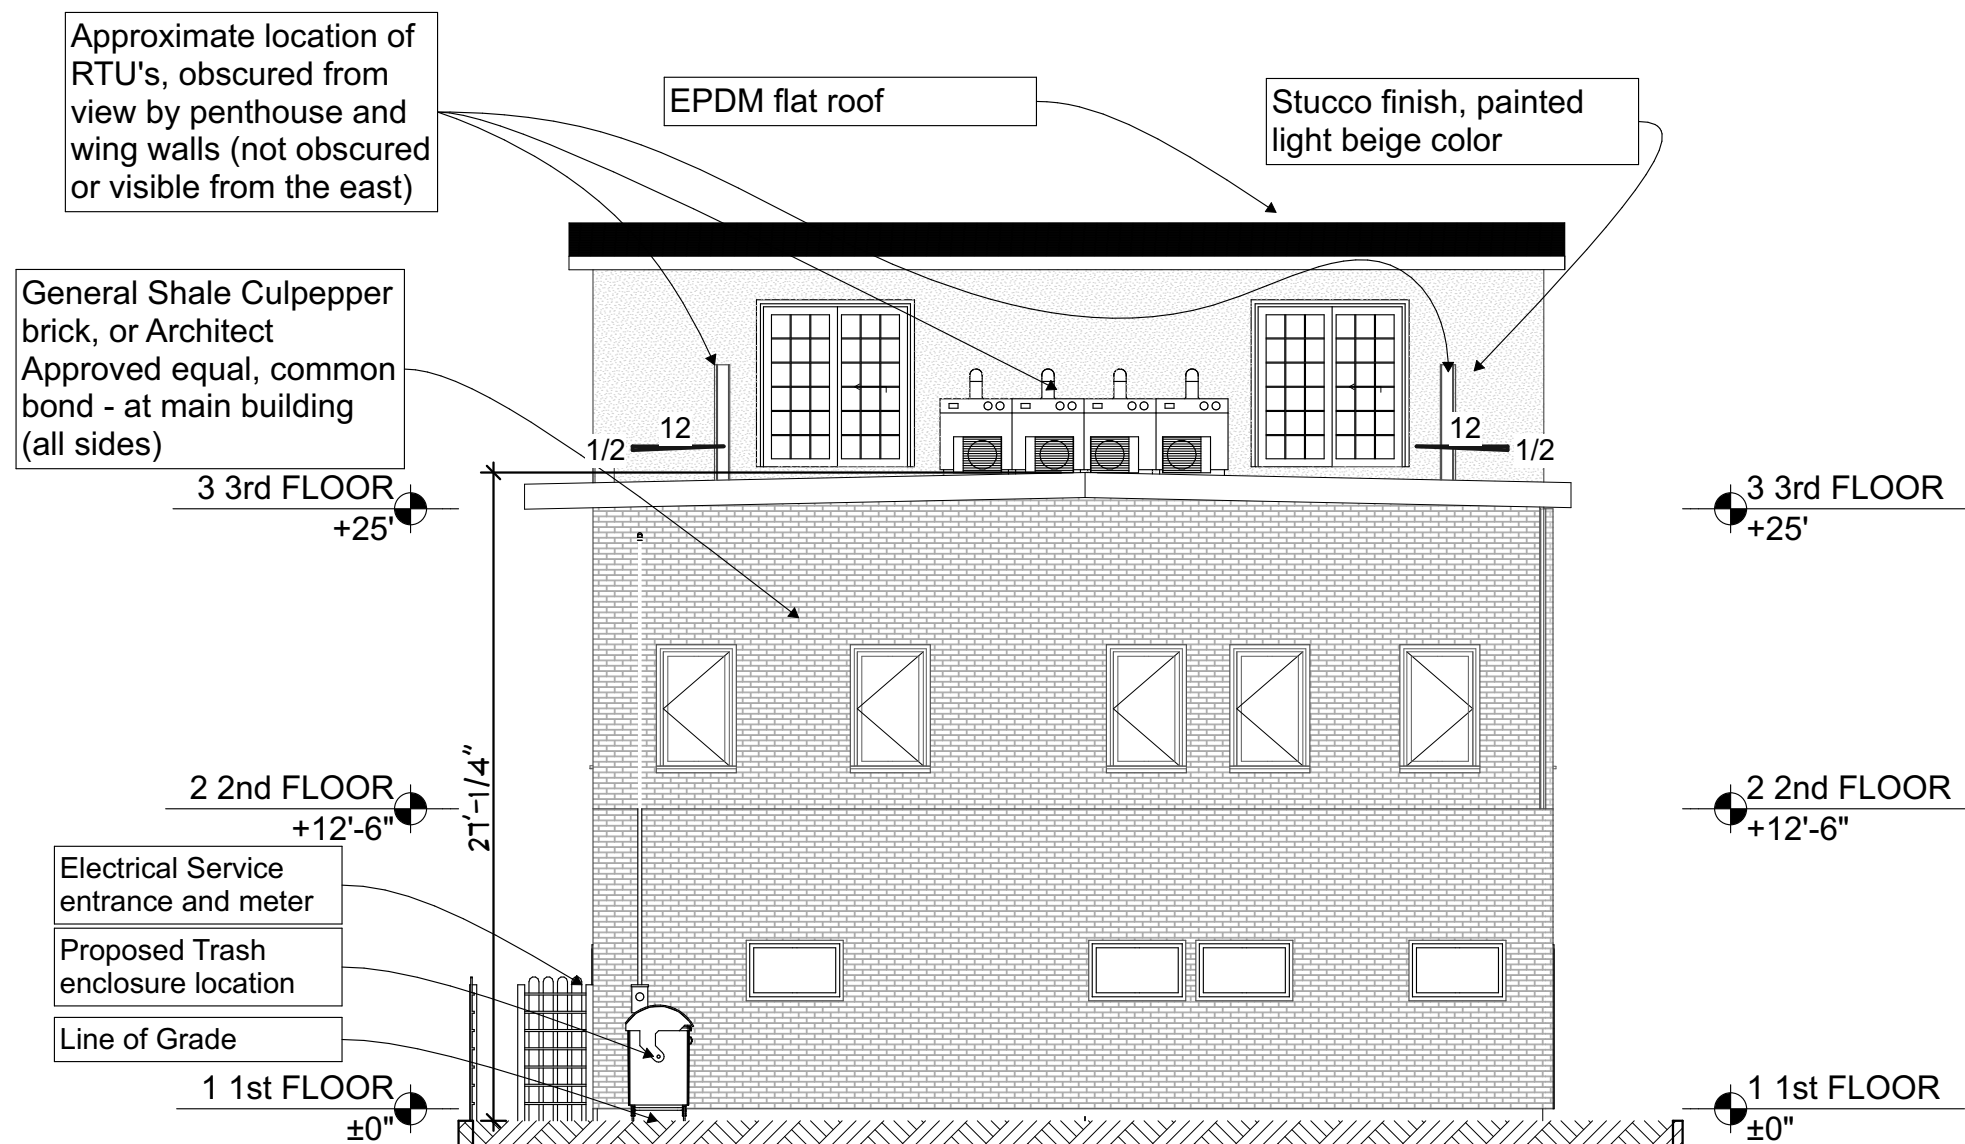 Approximate location of
RTU's, obscured from
view by penthouse and
wing walls (not obscured
or visible from the east)
EPDM flat roof
Stucco finish, painted
light beige color
General Shale Culpepper
brick, or Architect
Approved equal, common
bond - at main building
(all sides)
12
1/2
12
1/2
3 3rd FLOOR
+25'
3 3rd FLOOR
+25'
27'-1/4"
2 2nd FLOOR
+12'-6"
2 2nd FLOOR
+12'-6"
Electrical Service
entrance and meter
Proposed Trash
enclosure location
Line of Grade
1 1st FLOOR
±0"
1 1st FLOOR
±0"